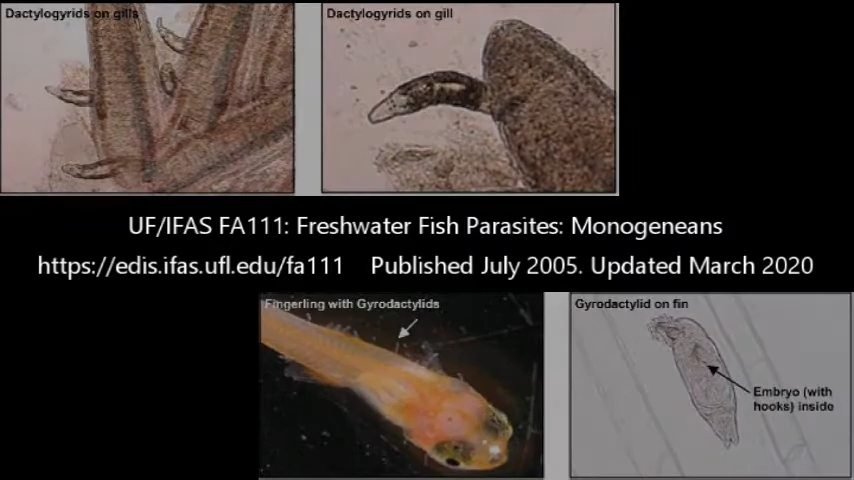 Dactylogyrids on gills
Dactylogyrids on gill
UF/IFAS FA111: Freshwater Fish Parasites: Monogeneans
https://edis.ifas.ufl.edu/fa111 Published July 2005. Updated March 2020
Fingerling with Gyrodactylids
Gyrodactylid on fin
Embryo (with
hooks) inside